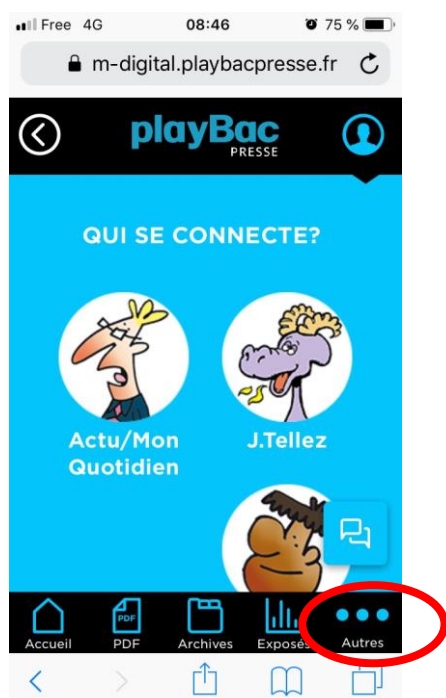 Free 4G 08:46 75 %
m-digital.playbacpresse.fr
playBac
PRESSE
QUI SE CONNECTE?
Actu/Mon
Quotidien
J.Tellez
PDF
Accueil PDF Archives Exposés Autres